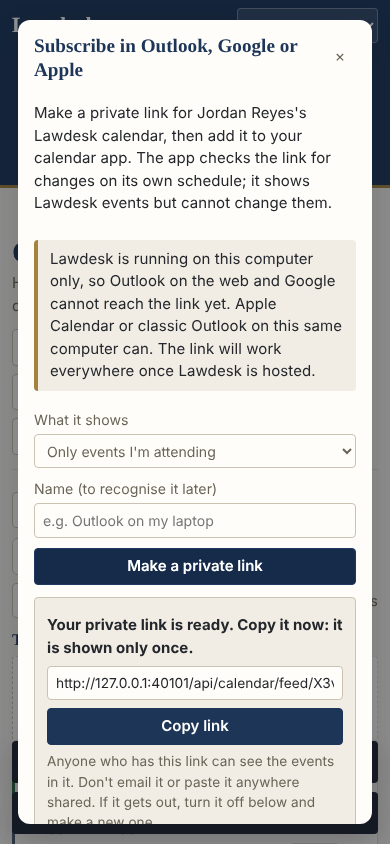 Subscribe in Outlook, Google or
Apple
×
Make a private link for Jordan Reyes's
Lawdesk calendar, then add it to your
calendar app. The app checks the link for
changes on its own schedule; it shows
Lawdesk events but cannot change them.
Lawdesk is running on this computer
only, so Outlook on the web and Google
cannot reach the link yet. Apple
Calendar or classic Outlook on this same
computer can. The link will work
everywhere once Lawdesk is hosted.
What it shows
Only events I'm attending
Name (to recognise it later)
e.g. Outlook on my laptop
Make a private link
Your private link is ready. Copy it now: it
is shown only once.
http://127.0.0.1:40101/api/calendar/feed/X3
Copy link
Anyone who has this link can see the events
in it. Don't email it or paste it anywhere
shared. If it gets out, turn it off below and
make a new one.